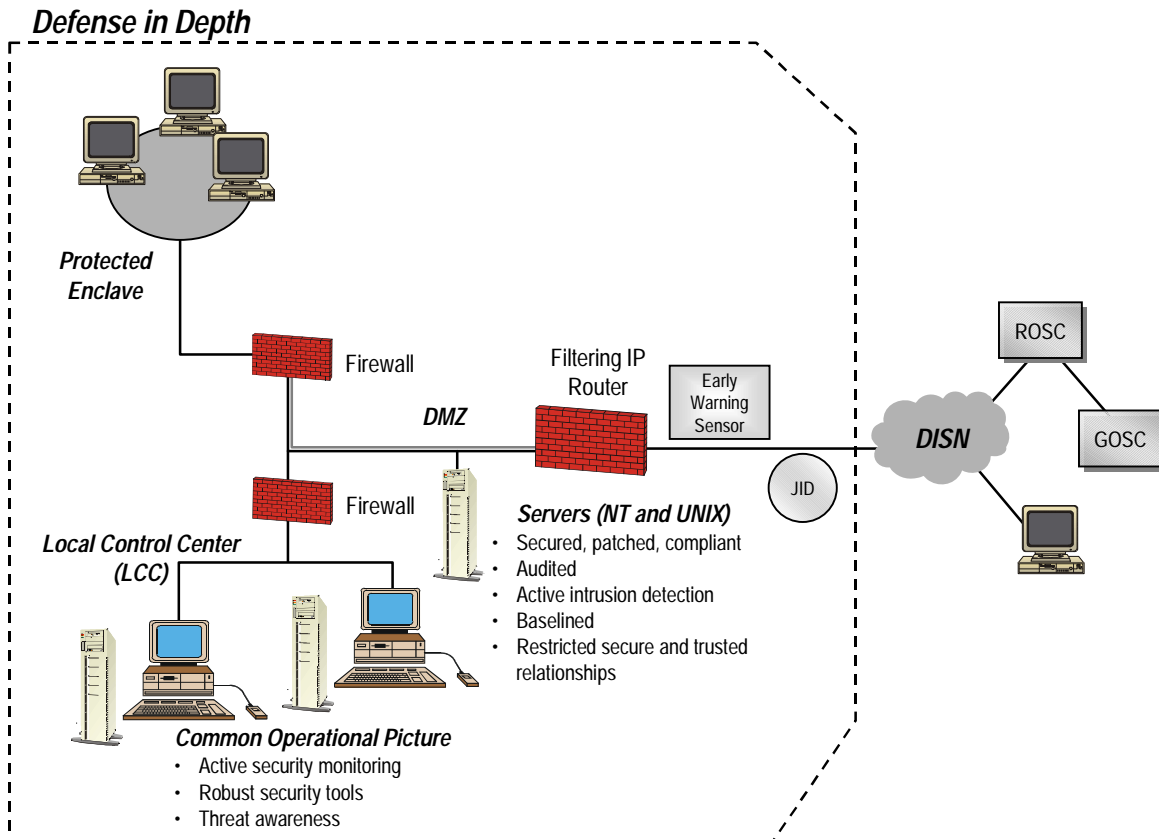 Defense in Depth
Protected
Enclave
Firewall
Filtering IP
Router
Early
Warning
Sensor
ROSC
GOSC
DISN
DMZ
JID
Firewall
Local Control Center
(LCC)
Servers (NT and UNIX)
• Secured, patched, compliant
• Audited
• Active intrusion detection
• Baselined
• Restricted secure and trusted
relationships
Common Operational Picture
• Active security monitoring
• Robust security tools
• Threat awareness